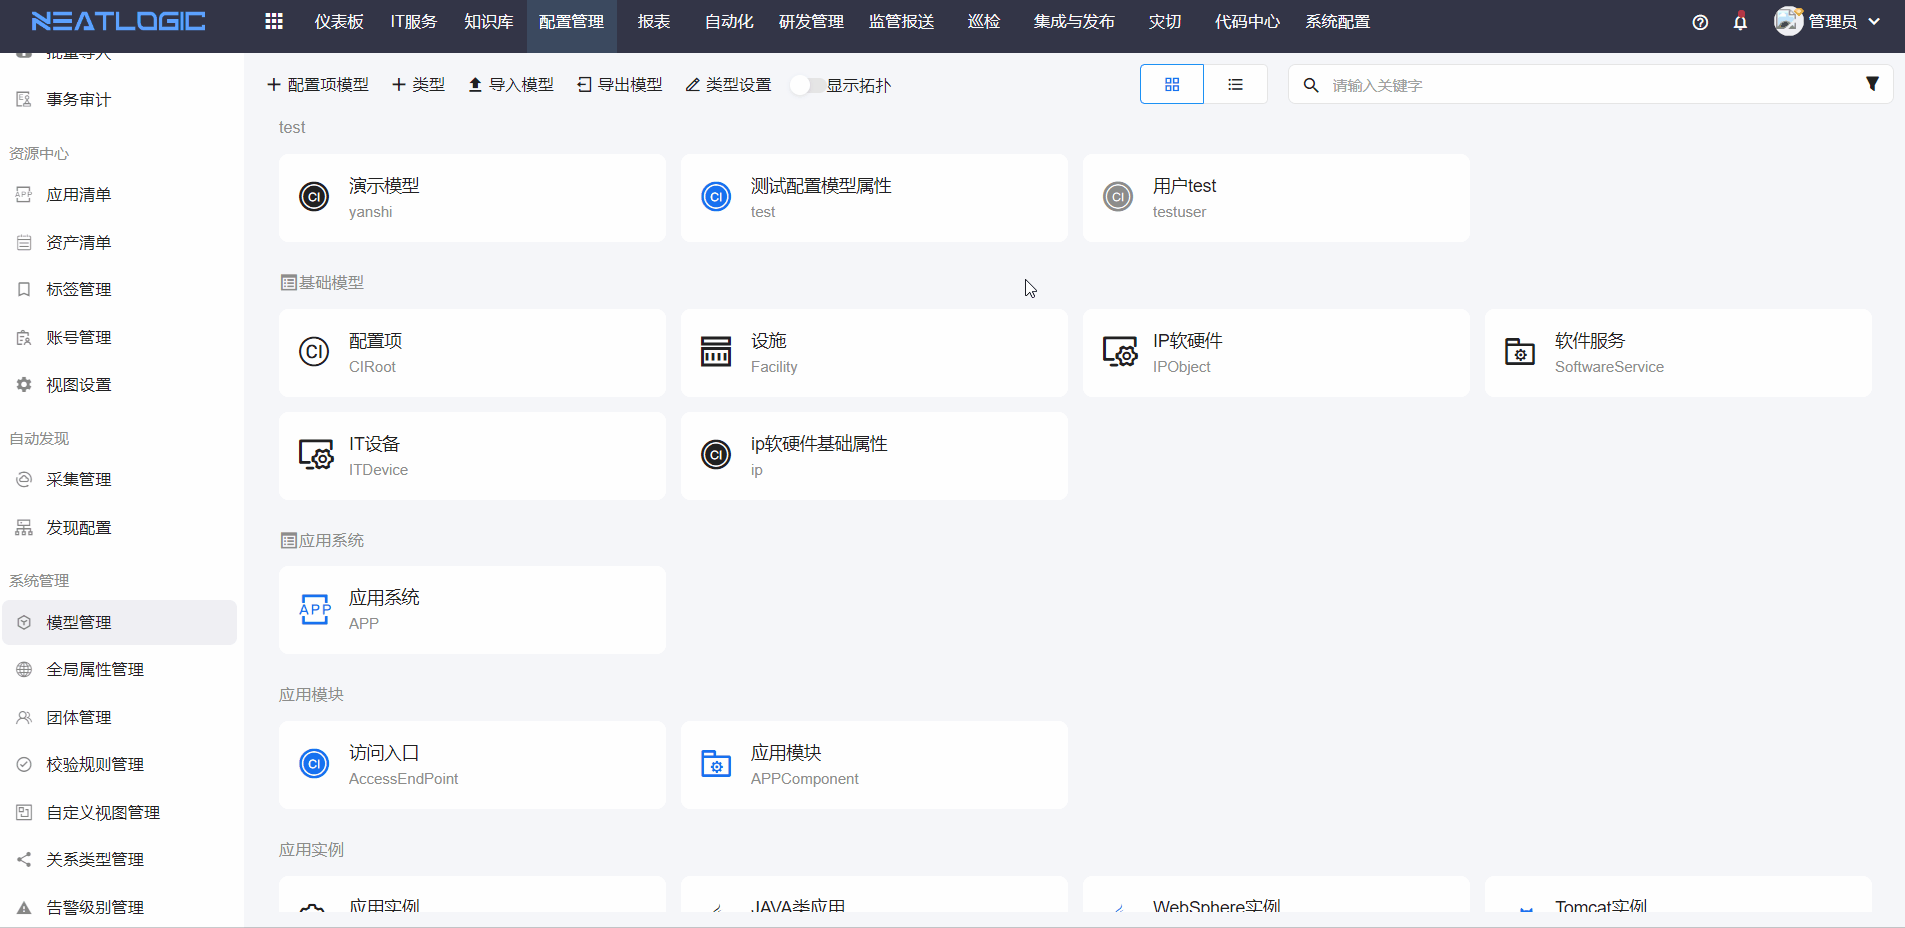 NEATLOGIC
仪表板 IT服务 知识库 配置管理 报表 自动化 研发管理 监管报送 巡检 集成与发布 灾切 代码中心 系统配置 管理员
批量导入
事务审计
资源中心
应用清单
资产清单
标签管理
账号管理
视图设置
自动发现
采集管理
发现配置
系统管理
模型管理
全局属性管理
团体管理
校验规则管理
自定义视图管理
关系类型管理
告警级别管理
配置项模型 类型 导入模型 导出模型 类型设置 显示拓扑 请输入关键字
test
演示模型
yanshi
测试配置模型属性
test
用户test
testuser
基础模型
配置项
CIRoot
设施
Facility
IP软硬件
IPObject
软件服务
SoftwareService
IT设备
ITDevice
ip软硬件基础属性
ip
应用系统
应用系统
APP
应用模块
访问入口
AccessEndPoint
应用模块
APPComponent
应用实例
应用实例
JAVA类应用
WebSphere实例
Tomcat实例